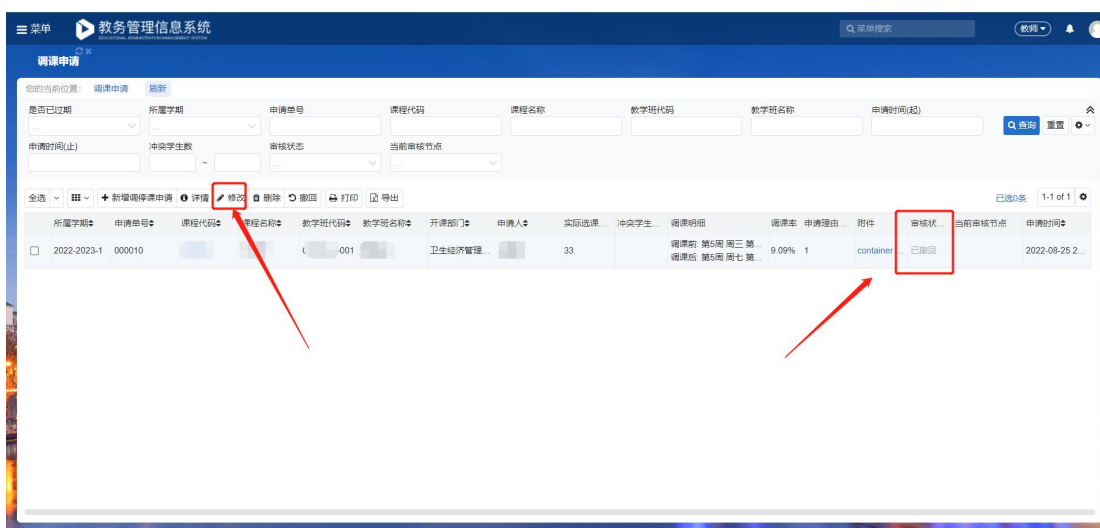 菜单 教务管理信息系统 菜单搜索 教师
EDUCATIONAL ADMINISTRATION MANAGEMENT SYSTEM
调课申请
您的当前位置: 调课申请 刷新
是否已过期 所属学期 申请单号 课程代码 课程名称 教学班代码 教学班名称 申请时间(起)
... ... 查询 重置
申请时间(止) 冲突学生数 审核状态 当前审核节点
~ ... ...
全选 新增调停课申请 详情 修改 删除 撤回 打印 导出 已选0条 1-1 of 1
所属学期 申请单号 课程代码 课程名称 教学班代码 教学班名称 开课部门 申请人 实际选课... 冲突学生... 调课明细 调课率 申请理由... 附件 审核状... 当前审核节点 申请时间
2022-2023-1 000010 001 卫生经济管理... 33 调课前: 第5周 周三 第... 9.09% 1 container... 已撤回 2022-08-25 2...
调课后: 第5周 周七 第...